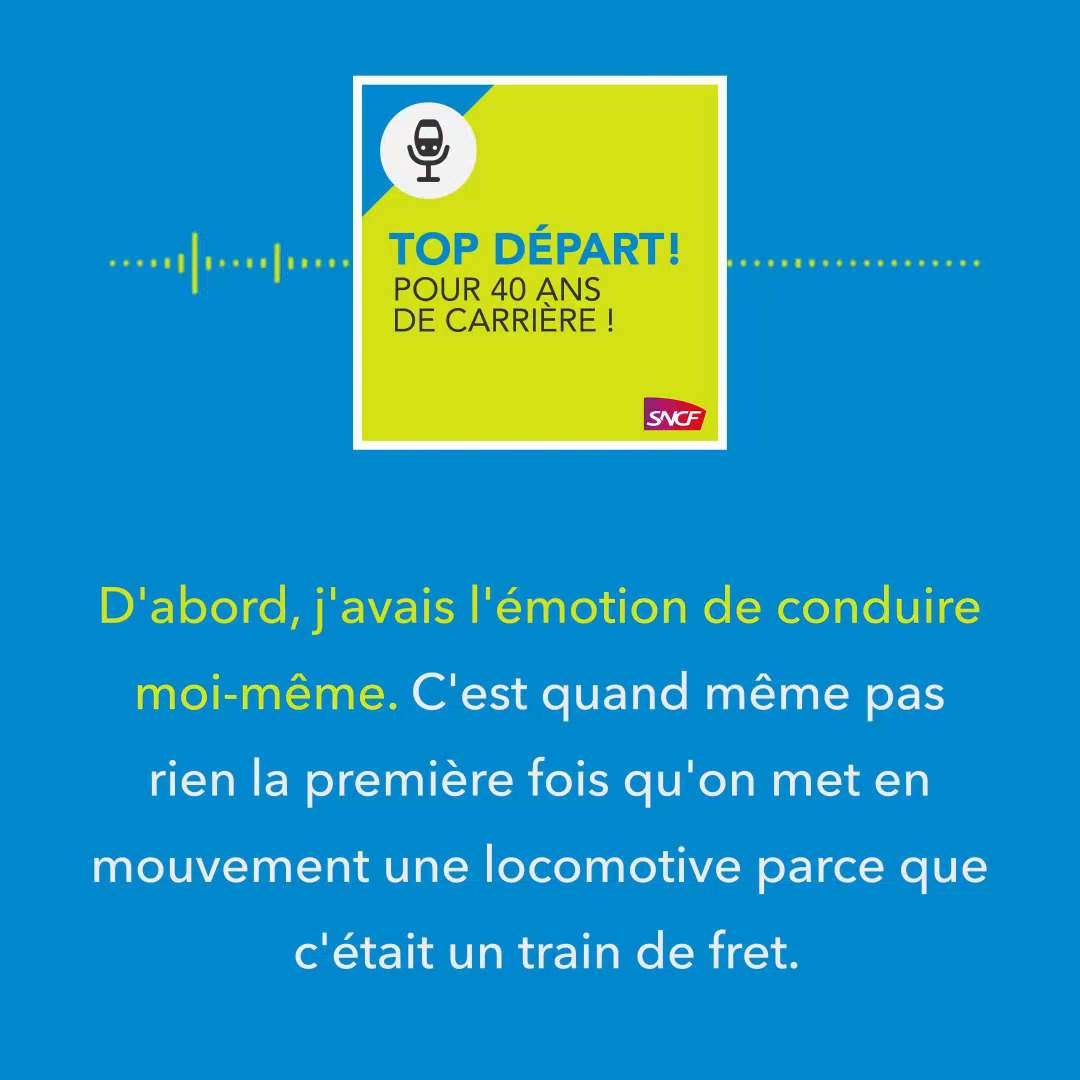 TOP DÉPART!
POUR 40 ANS
DE CARRIÈRE !
SNCF
D'abord, j'avais l'émotion de conduire
moi-même. C'est quand même pas
rien la première fois qu'on met en
mouvement une locomotive parce que
c'était un train de fret.